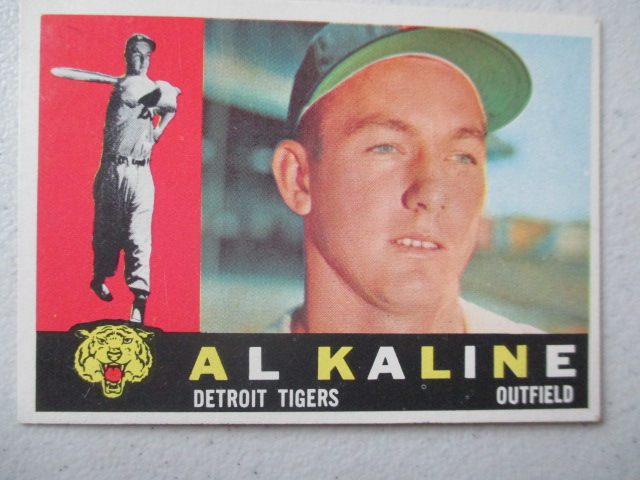 AL KALINE
DETROIT TIGERS OUTFIELD